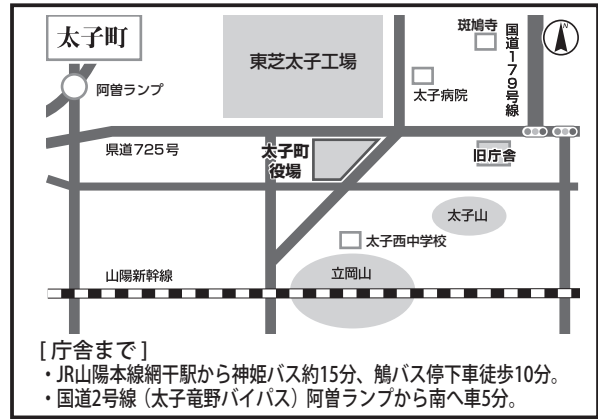 太子町
N
阿曽ランプ
東芝太子工場
斑鳩寺
国道179号線
太子病院
県道725号
太子町
役場
旧庁舎
太子山
太子西中学校
山陽新幹線
立岡山
[ 庁舎まで ]
・JR山陽本線網干駅から神姫バス約15分、鵤バス停下車徒歩10分。
・国道2号線（太子竜野バイパス）阿曽ランプから南へ車5分。